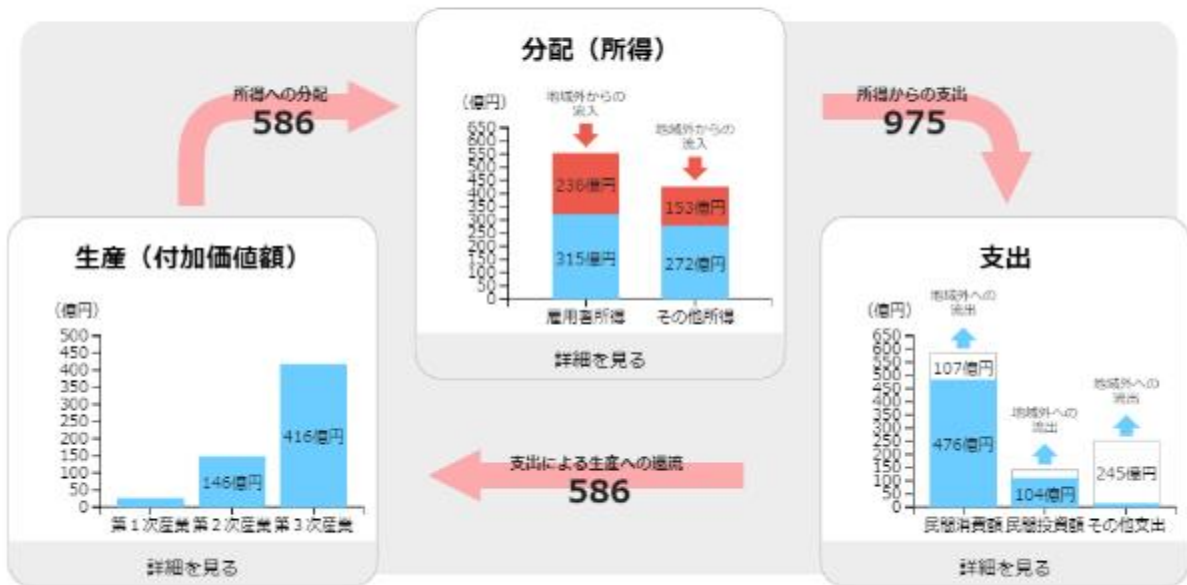 分配（所得）
所得への分配
586
（億円）
地域外からの
流入
地域外からの
流入
650
600
550
500
450
400
350
300
250
200
150
100
50
0
236億円
153億円
315億円
272億円
雇用者所得
その他所得
詳細を見る
所得からの支出
975
生産（付加価値額）
（億円）
500
450
400
350
300
250
200
150
100
50
0
146億円
416億円
第１次産業
第２次産業
第３次産業
詳細を見る
支出
（億円）
地域外への
流出
地域外への
流出
地域外への
流出
650
600
550
500
450
400
350
300
250
200
150
100
50
0
107億円
476億円
104億円
245億円
民間消費額
民間投資額
その他支出
詳細を見る
支出による生産への還流
586